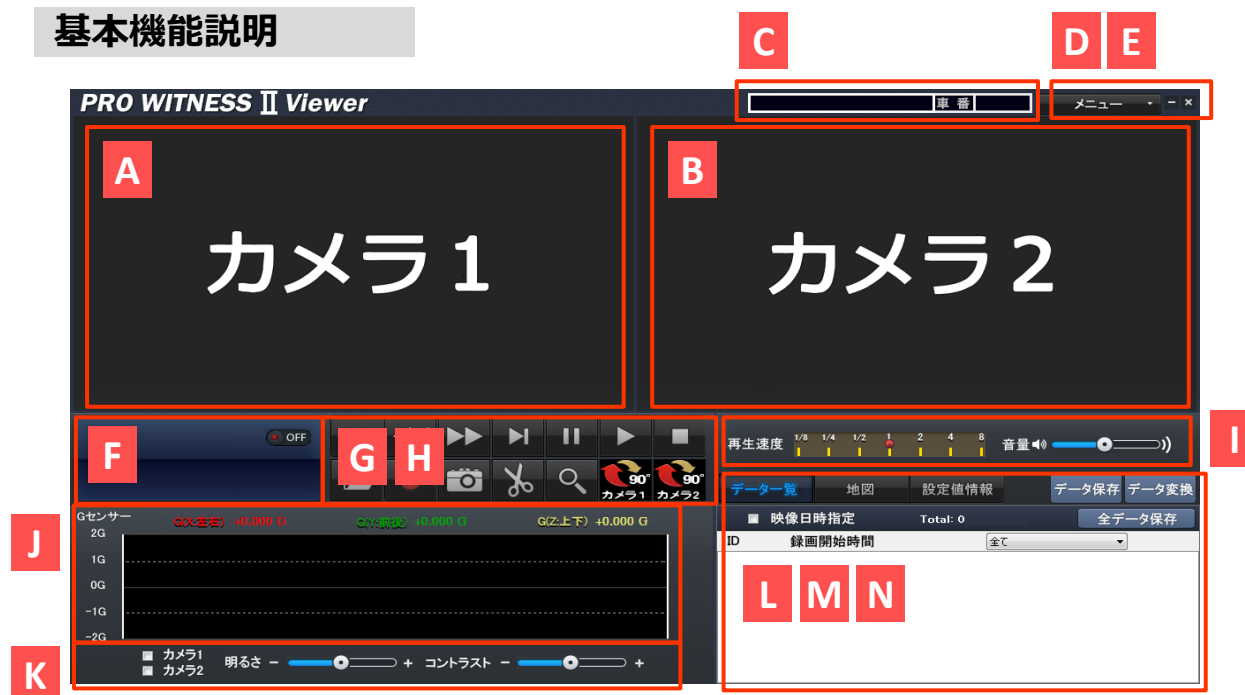 基本機能説明
C
D E
PRO WITNESS Ⅱ Viewer
車番
メニュー
A
B
カメラ1
カメラ2
F
OFF
G H
90°
カメラ1
90°
カメラ2
再生速度 1/8 1/4 1/2 1 2 4 8
音量
I
データ一覧 地図 設定値情報 データ保存 データ変換
映像日時指定 Total: 0 全データ保存
ID 録画開始時間 全て
L M N
J
Gセンサー G(X:左右) +0.000 G G(Y:前後) +0.000 G G(Z:上下) +0.000 G
2G
1G
0G
-1G
-2G
K
カメラ1
カメラ2
明るさ - + コントラスト - +